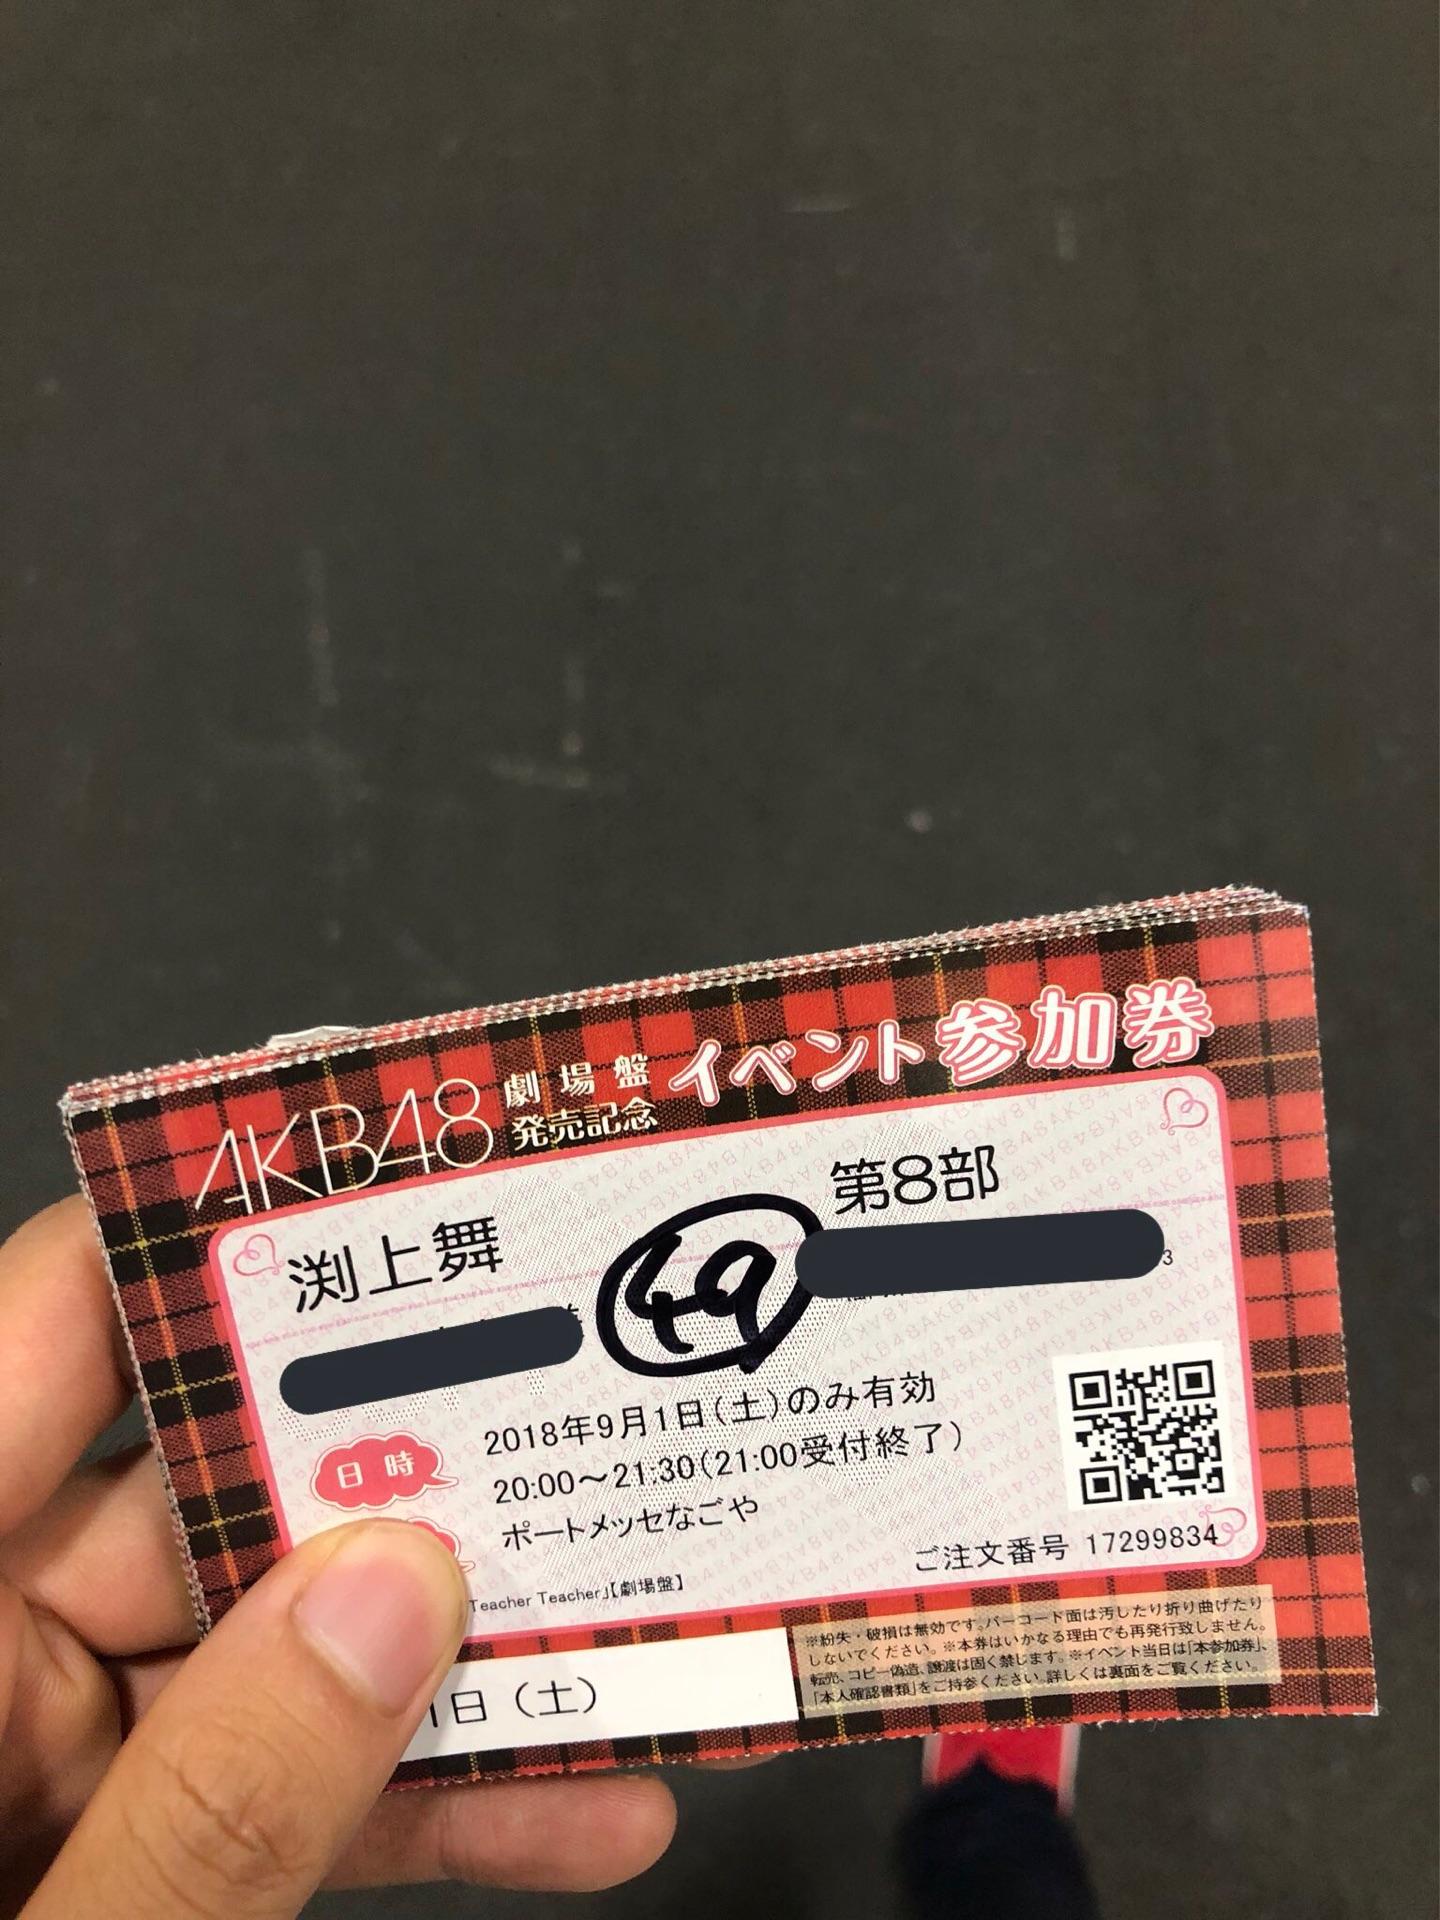 AKB48 劇場盤 発売記念 イベント参加券
渕上舞
第8部
49
3
日時
2018年9月1日(土)のみ有効
20:00～21:30(21:00受付終了)
ポートメッセなごや
ご注文番号 17299834
Teacher Teacher」【劇場盤】
※紛失・破損は無効です。バーコード面は汚したり折り曲げたり
しないでください。※本券はいかなる理由でも再発行致しません。
転売、コピー偽造、譲渡は固く禁じます。※イベント当日は「本参加券」、
「本人確認書類」をご持参ください。詳しくは裏面をご覧ください。
1日(土)